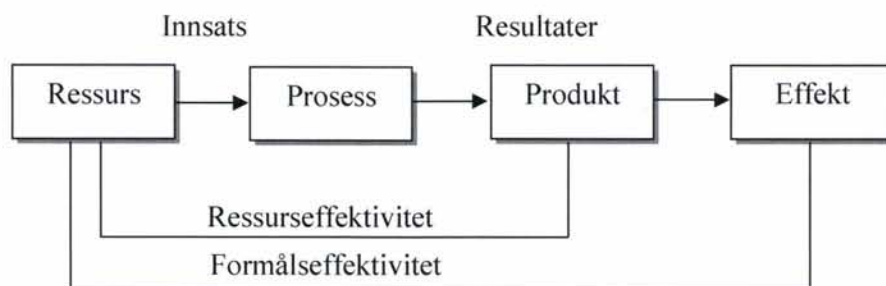 Innsats Resultater
Ressurs Prosess Produkt Effekt
Ressurseffektivitet
Formålseffektivitet